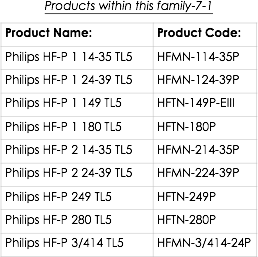 Products within this family-7-1
Product Name: Product Code:
Philips HF-P 1 14-35 TL5 HFMN-114-35P
Philips HF-P 1 24-39 TL5 HFMN-124-39P
Philips HF-P 1 149 TL5 HFTN-149P-EIII
Philips HF-P 1 180 TL5 HFTN-180P
Philips HF-P 2 14-35 TL5 HFMN-214-35P
Philips HF-P 2 24-39 TL5 HFMN-224-39P
Philips HF-P 249 TL5 HFTN-249P
Philips HF-P 280 TL5 HFTN-280P
Philips HF-P 3/414 TL5 HFMN-3/414-24P